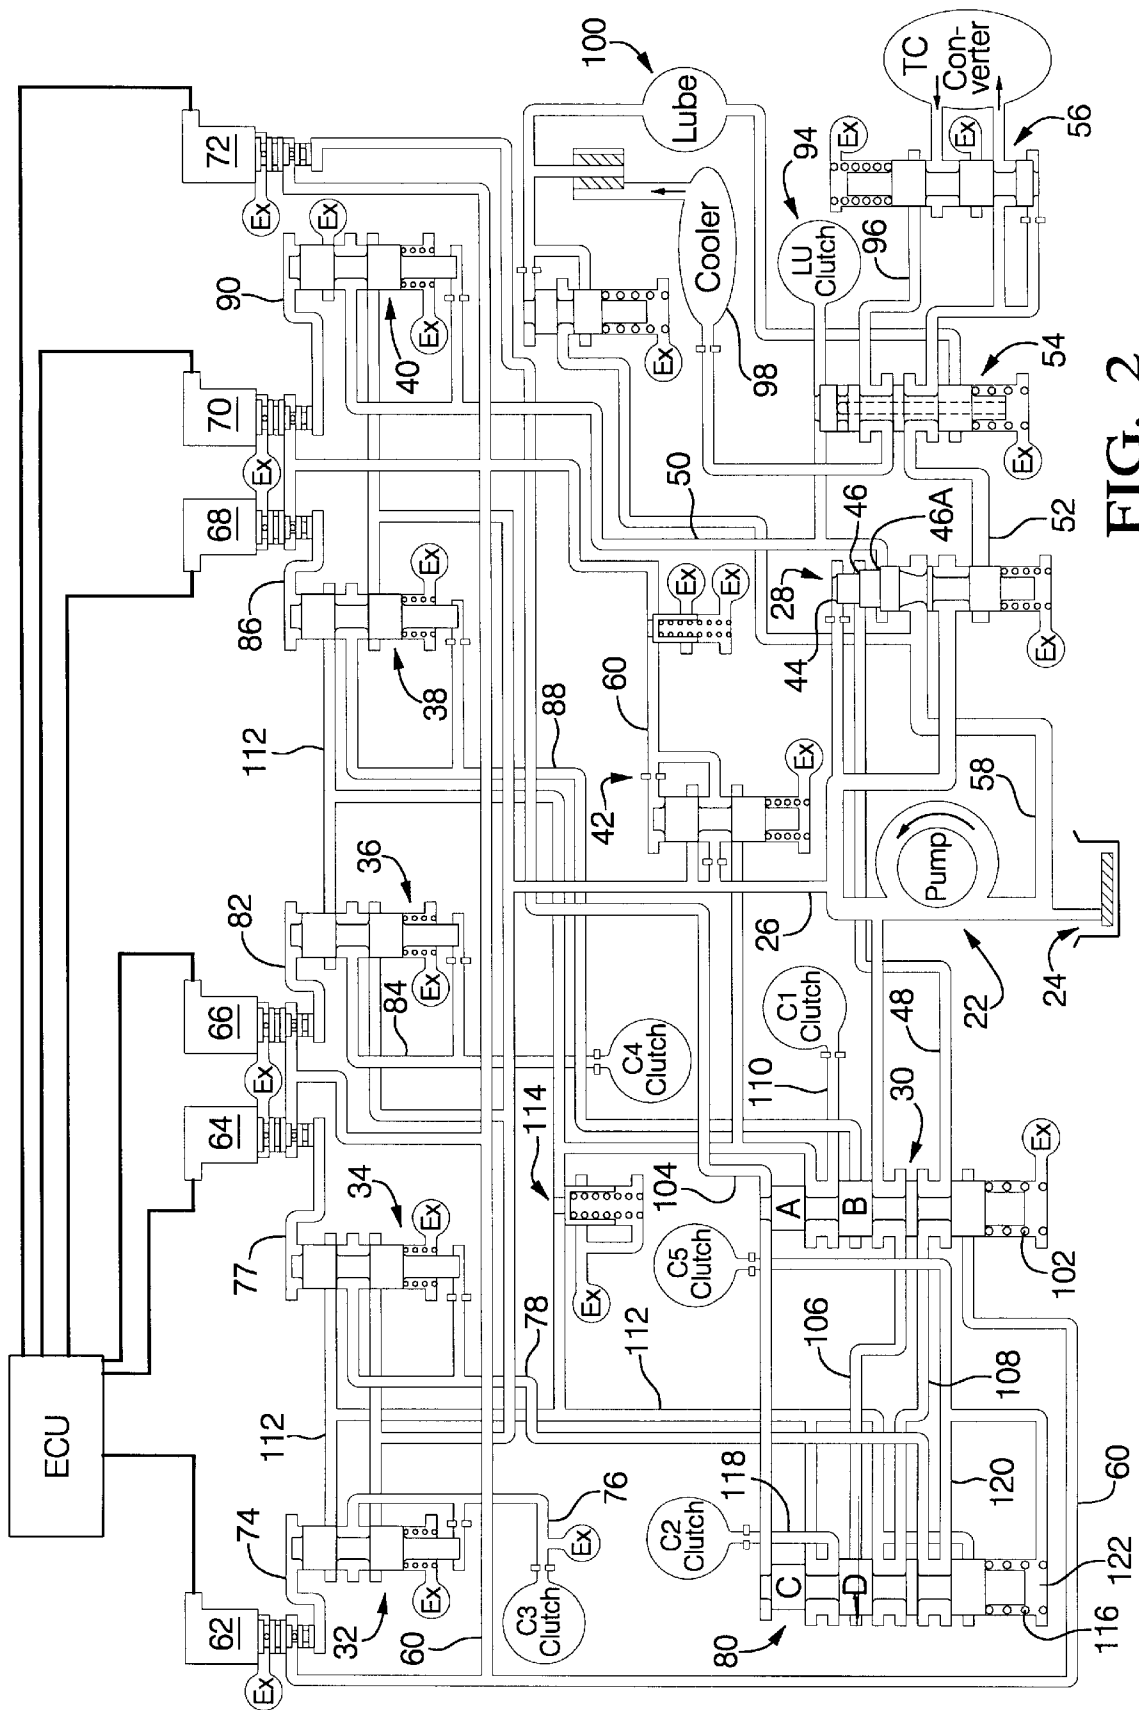 ECU
62
64
66
68
70
72
Ex
Ex
Ex
Ex
74
77
82
86
90
112
112
32
34
36
38
40
Ex
Ex
Ex
Ex
Ex
Ex
60
76
78
84
88
C3
Clutch
Ex
C4
Clutch
114
Ex
112
42
60
Ex
Ex
Ex
50
Ex
Cooler
98
Lube
100
C2
Clutch
118
C5
Clutch
104
C1
Clutch
110
26
44
28
46
46A
LU
Clutch
94
96
Ex
Ex
TC
Con-
verter
56
80
C
D
106
A
B
30
48
Pump
22
24
58
Ex
52
Ex
54
116
122
120
108
102
Ex
60
FIG. 2